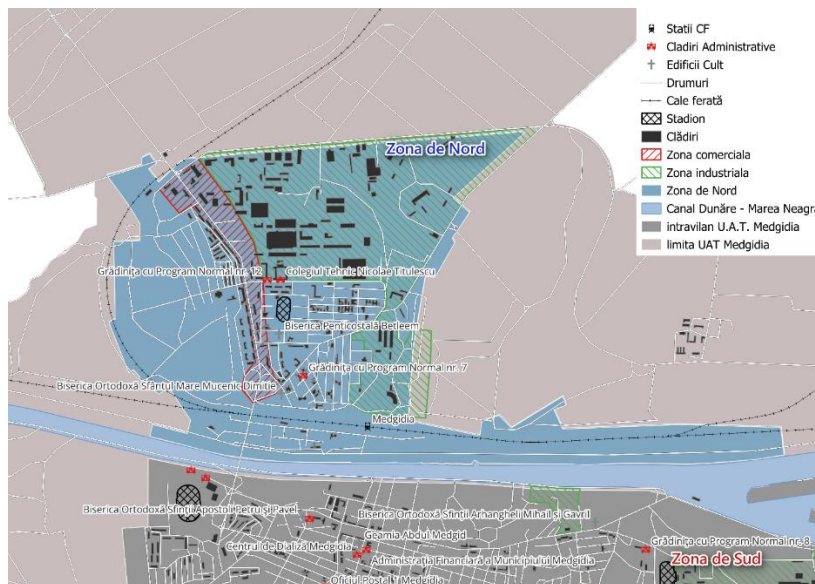 Statii CF
Cladiri Administrative
Edificii Cult
Drumuri
Cale ferată
Stadion
Clădiri
Zona comerciala
Zona industriala
Zona de Nord
Canal Dunăre - Marea Neagra
intravilan U.A.T. Medgidia
limita UAT Medgidia
Zona de Nord
Grădinița cu Program Normal nr. 12
Colegiul Tehnic Nicolae Titulescu
Biserica Penticostală Betleem
Grădinița cu Program Normal nr. 7
Biserica Ortodoxă Sfântul Mare Mucenic Dimitie
Medgidia
Biserica Ortodoxă Sfinții Apostoli Petru și Pavel
Biserica Ortodoxă Sfinții Arhangheli Mihail și Gavril
Geamia Abdul Medgid
Centrul de Dializă Medgidia
Administrația Financiară a Municipiului Medgidia
Grădinița cu Program Normal nr. 8
Zona de Sud
Oficiul Postal 1 Medgidia